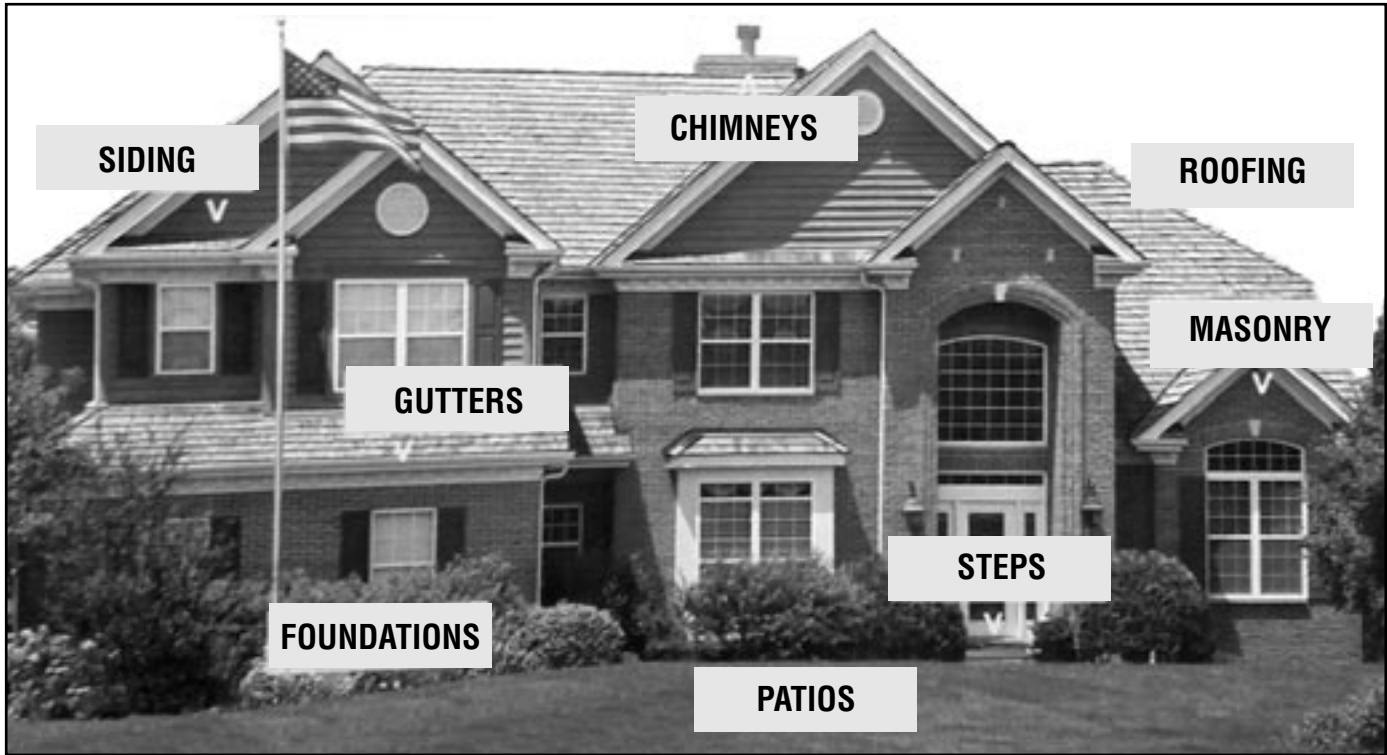 CHIMNEYS
SIDING
ROOFING
MASONRY
GUTTERS
STEPS
FOUNDATIONS
PATIOS